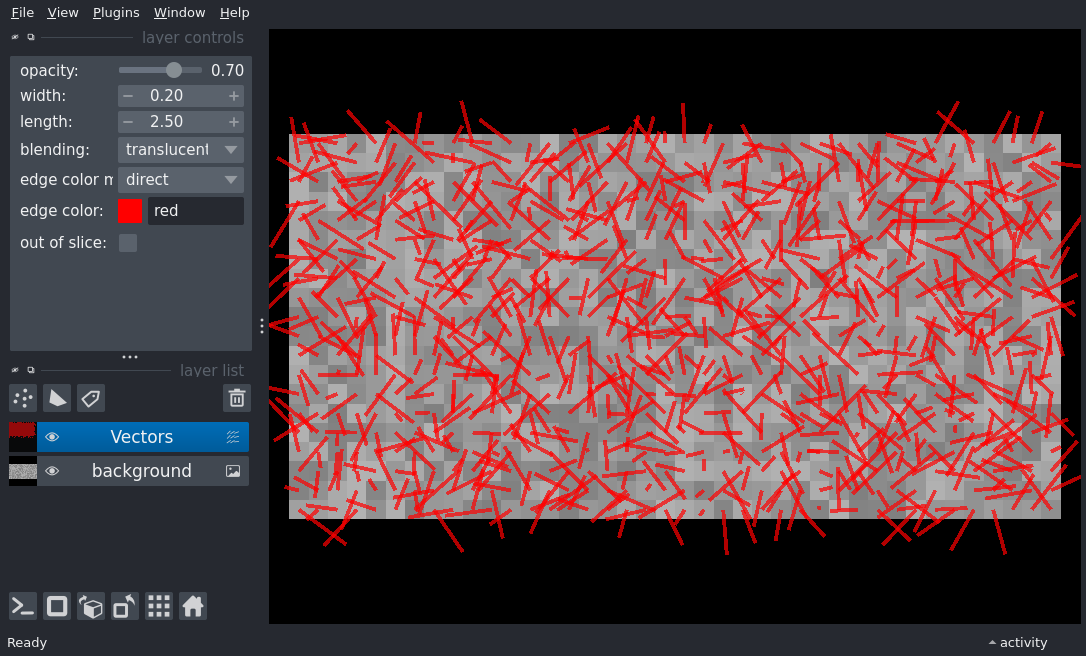 File View Plugins Window Help
layer controls
opacity: 0.70
width: − 0.20 +
length: − 2.50 +
blending: translucent
edge color m direct
edge color: red
out of slice:
layer list
Vectors
background
Ready
activity